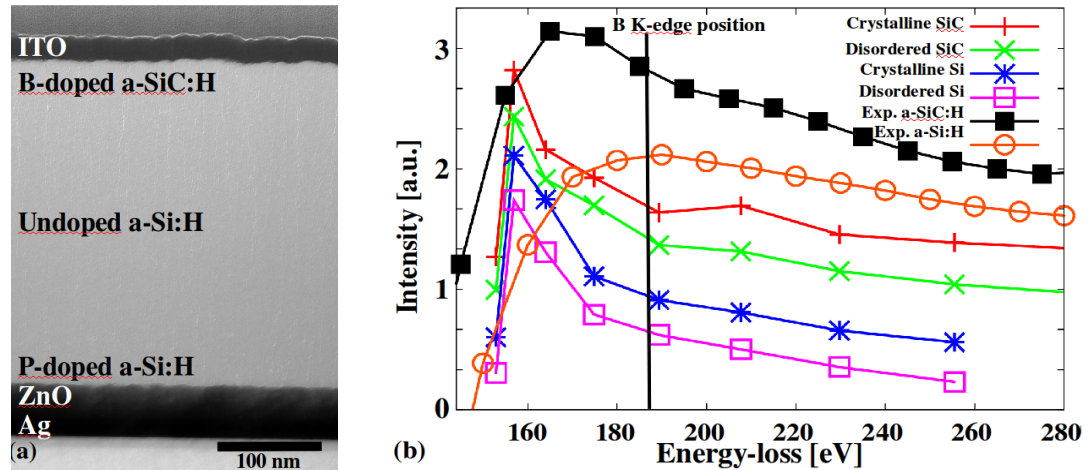 ITO
B-doped a-SiC:H
Undoped a-Si:H
P-doped a-Si:H
ZnO
Ag
(a)
100 nm
B K-edge position
Crystalline SiC
Disordered SiC
Crystalline Si
Disordered Si
Exp. a-SiC:H
Exp. a-Si:H
Intensity [a.u.]
3
2
1
0
160 180 200 220 240 260 280
(b)
Energy-loss [eV]